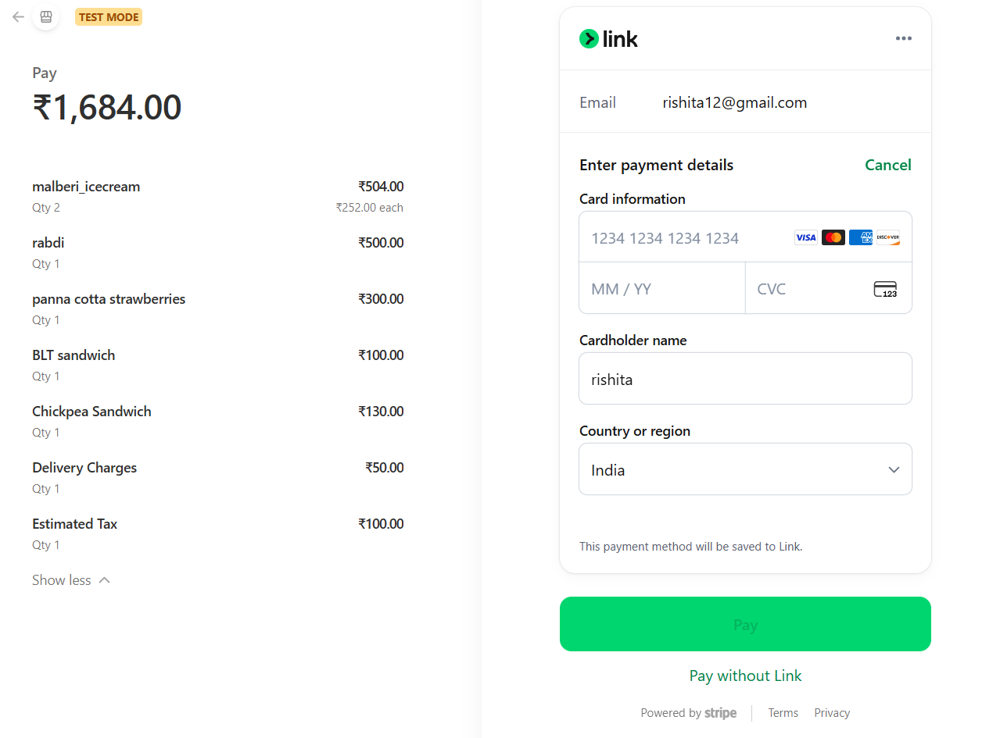 TEST MODE
Pay
₹1,684.00
malberi_icecream ₹504.00
Qty 2 ₹252.00 each
rabdi ₹500.00
Qty 1
panna cotta strawberries ₹300.00
Qty 1
BLT sandwich ₹100.00
Qty 1
Chickpea Sandwich ₹130.00
Qty 1
Delivery Charges ₹50.00
Qty 1
Estimated Tax ₹100.00
Qty 1
Show less
link
Email rishita12@gmail.com
Enter payment details Cancel
Card information
1234 1234 1234 1234 VISA AMEX DISCOVER
MM / YY CVC 123
Cardholder name
rishita
Country or region
India
This payment method will be saved to Link.
Pay
Pay without Link
Powered by stripe Terms Privacy